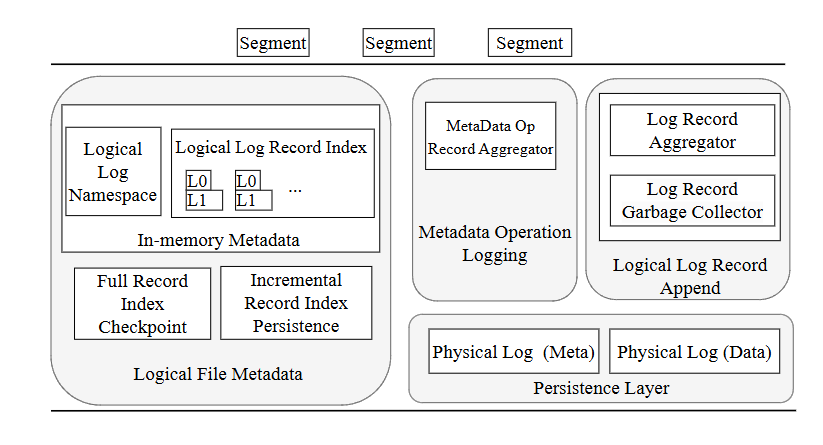 Segment
Segment
Segment
Logical
Log
Namespace
Logical Log Record Index
L0
L1
L0
L1
...
In-memory Metadata
Full Record
Index
Checkpoint
Incremental
Record Index
Persistence
Logical File Metadata
MetaData Op
Record Aggregator
Metadata Operation
Logging
Log Record
Aggregator
Log Record
Garbage Collector
Logical Log Record
Append
Physical Log (Meta)
Physical Log (Data)
Persistence Layer